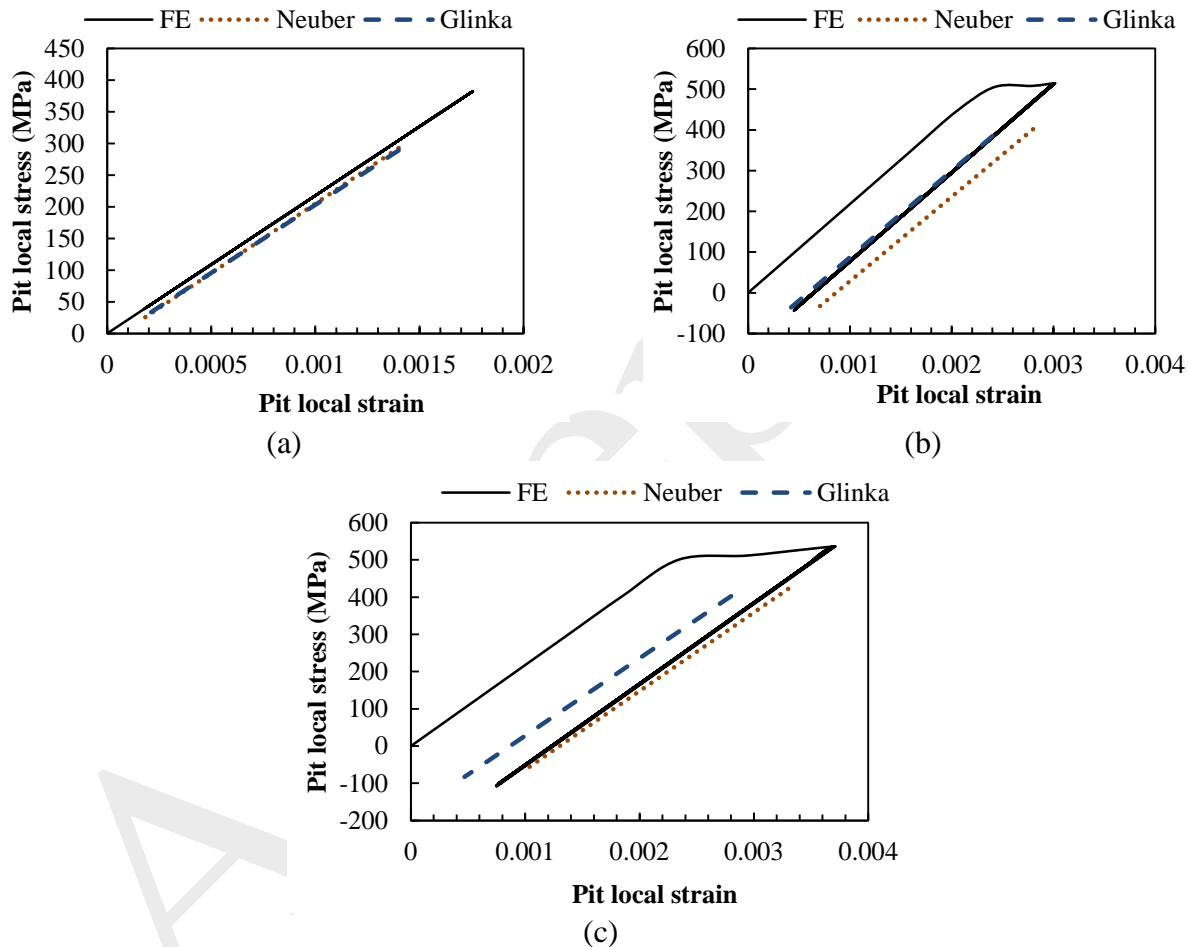 FE Neuber Glinka
450
400
350
300
250
200
150
100
50
0
Pit local stress (MPa)
0 0.0005 0.001 0.0015 0.002
Pit local strain
(a)
FE Neuber Glinka
600
500
400
300
200
100
0
-100
Pit local stress (MPa)
0 0.001 0.002 0.003 0.004
Pit local strain
(b)
FE Neuber Glinka
600
500
400
300
200
100
0
-100
-200
Pit local stress (MPa)
0 0.001 0.002 0.003 0.004
Pit local strain
(c)